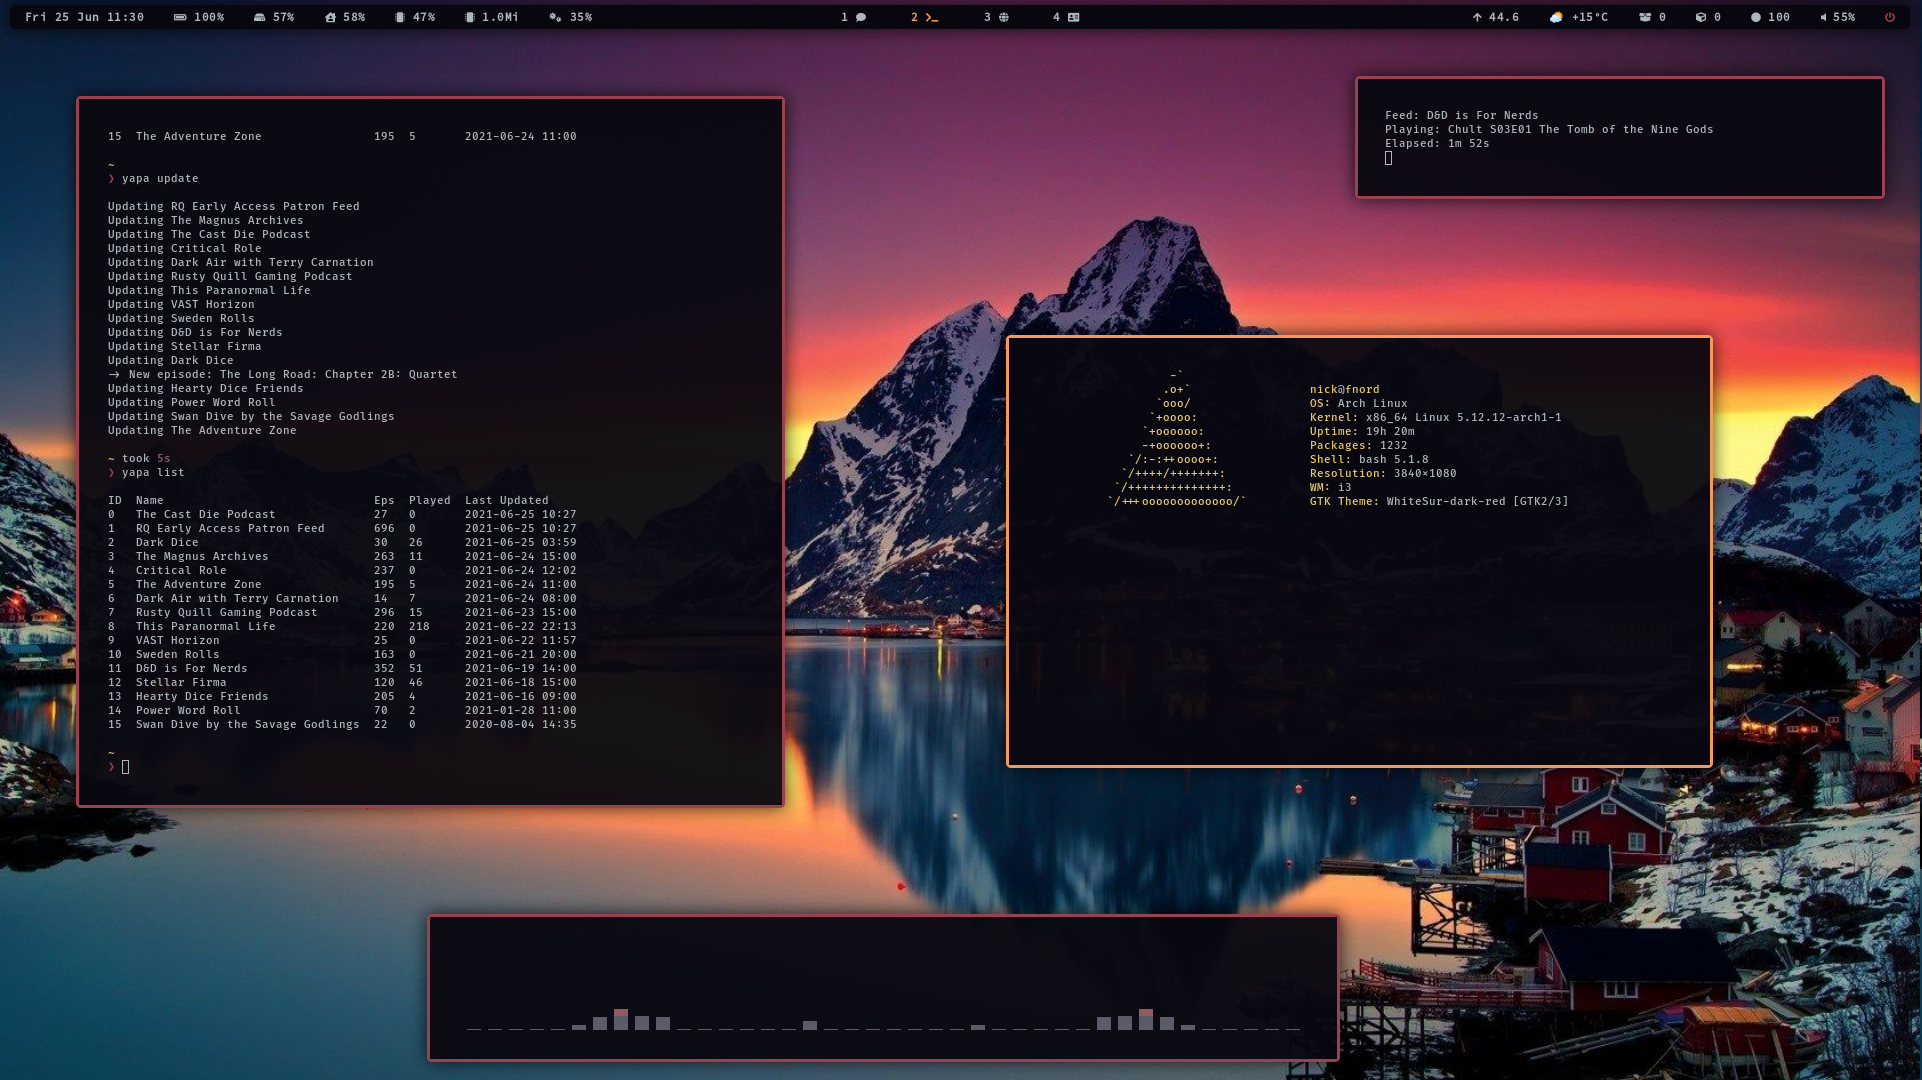 Fri 25 Jun 11:30 100% 57% 58% 47% 1.0Mi 35% 1 2 3 4 44.6 +15°C 0 0 100 55%
15  The Adventure Zone                195  5       2021-06-24 11:00
~
❯ yapa update
Updating RQ Early Access Patron Feed
Updating The Magnus Archives
Updating The Cast Die Podcast
Updating Critical Role
Updating Dark Air with Terry Carnation
Updating Rusty Quill Gaming Podcast
Updating This Paranormal Life
Updating VAST Horizon
Updating Sweden Rolls
Updating D&D is For Nerds
Updating Stellar Firma
Updating Dark Dice
-> New episode: The Long Road: Chapter 2B: Quartet
Updating Hearty Dice Friends
Updating Power Word Roll
Updating Swan Dive by the Savage Godlings
Updating The Adventure Zone
~ took 5s
❯ yapa list
ID  Name                              Eps  Played  Last Updated
0   The Cast Die Podcast              27   0       2021-06-25 10:27
1   RQ Early Access Patron Feed       696  0       2021-06-25 10:27
2   Dark Dice                         30   26      2021-06-25 03:59
3   The Magnus Archives               263  11      2021-06-24 15:00
4   Critical Role                     237  0       2021-06-24 12:02
5   The Adventure Zone                195  5       2021-06-24 11:00
6   Dark Air with Terry Carnation     14   7       2021-06-24 08:00
7   Rusty Quill Gaming Podcast        296  15      2021-06-23 15:00
8   This Paranormal Life              220  218     2021-06-22 22:13
9   VAST Horizon                      25   0       2021-06-22 11:57
10  Sweden Rolls                      163  0       2021-06-21 20:00
11  D&D is For Nerds                  352  51      2021-06-19 14:00
12  Stellar Firma                     120  46      2021-06-18 15:00
13  Hearty Dice Friends               205  4       2021-06-16 09:00
14  Power Word Roll                   70   2       2021-01-28 11:00
15  Swan Dive by the Savage Godlings  22   0       2020-08-04 14:35
~
❯
Feed: D&D is For Nerds
Playing: Chult S03E01 The Tomb of the Nine Gods
Elapsed: 1m 52s
-`
.o+`                 nick@fnord
`ooo/                 OS: Arch Linux
`+oooo:                Kernel: x86_64 Linux 5.12.12-arch1-1
`+oooooo:               Uptime: 19h 20m
-+oooooo+:              Packages: 1232
`/:-:++oooo+:             Shell: bash 5.1.8
`/++++/+++++++:            Resolution: 3840x1080
`/++++++++++++++:           WM: i3
`/+++ooooooooooooo/`         GTK Theme: WhiteSur-dark-red [GTK2/3]